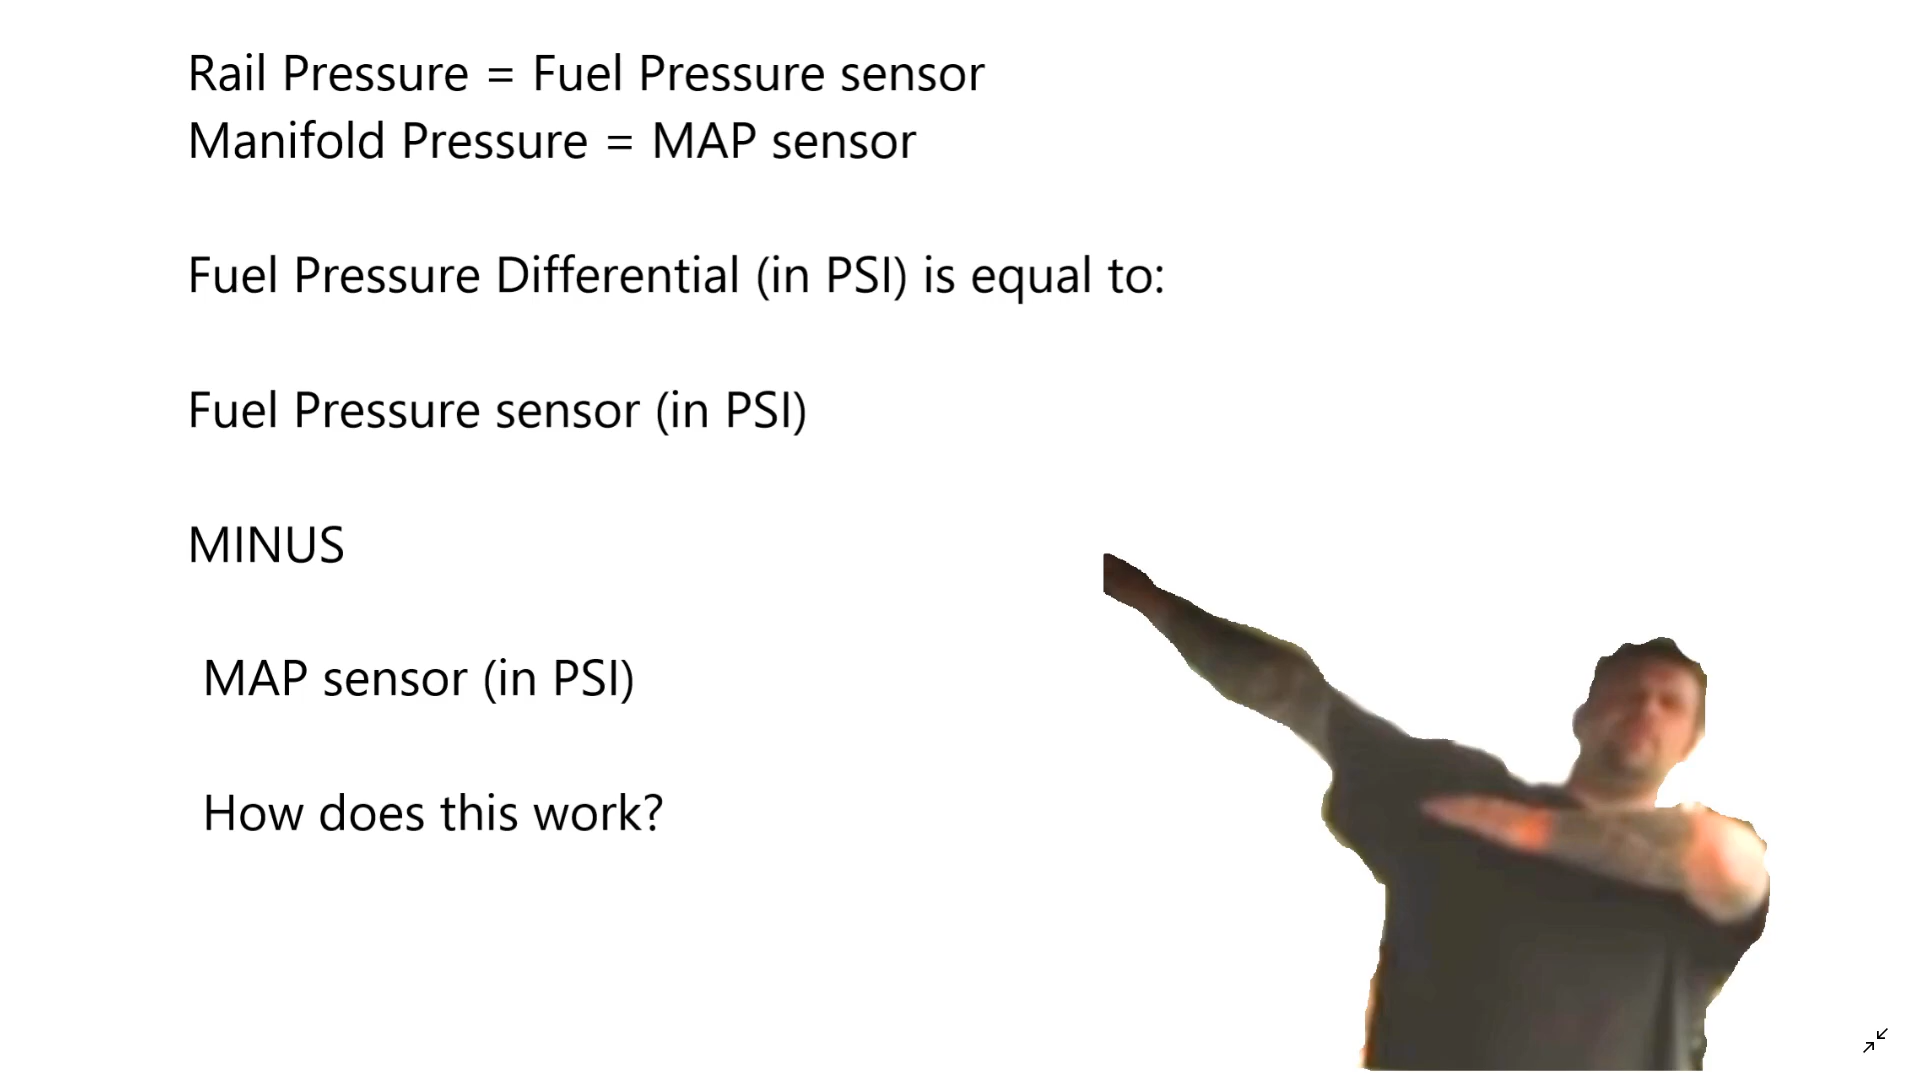 Rail Pressure = Fuel Pressure sensor
Manifold Pressure = MAP sensor
Fuel Pressure Differential (in PSI) is equal to:
Fuel Pressure sensor (in PSI)
MINUS
MAP sensor (in PSI)
How does this work?